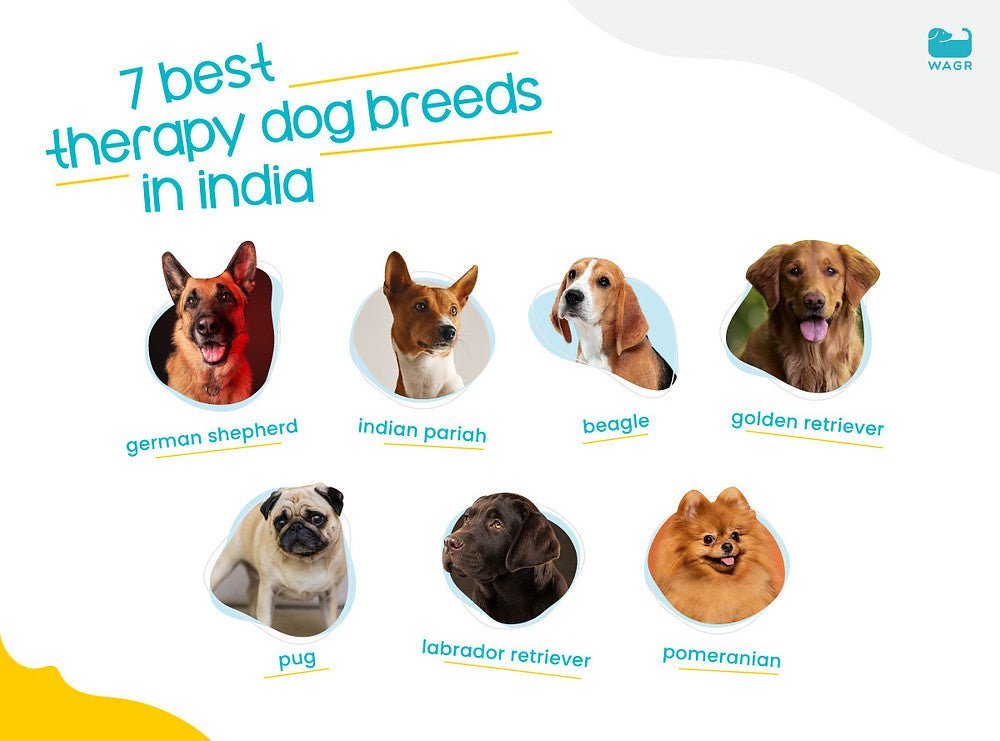 7 best
therapy dog breeds
in india
WAGR
german shepherd
indian pariah
beagle
golden retriever
pug
labrador retriever
pomeranian